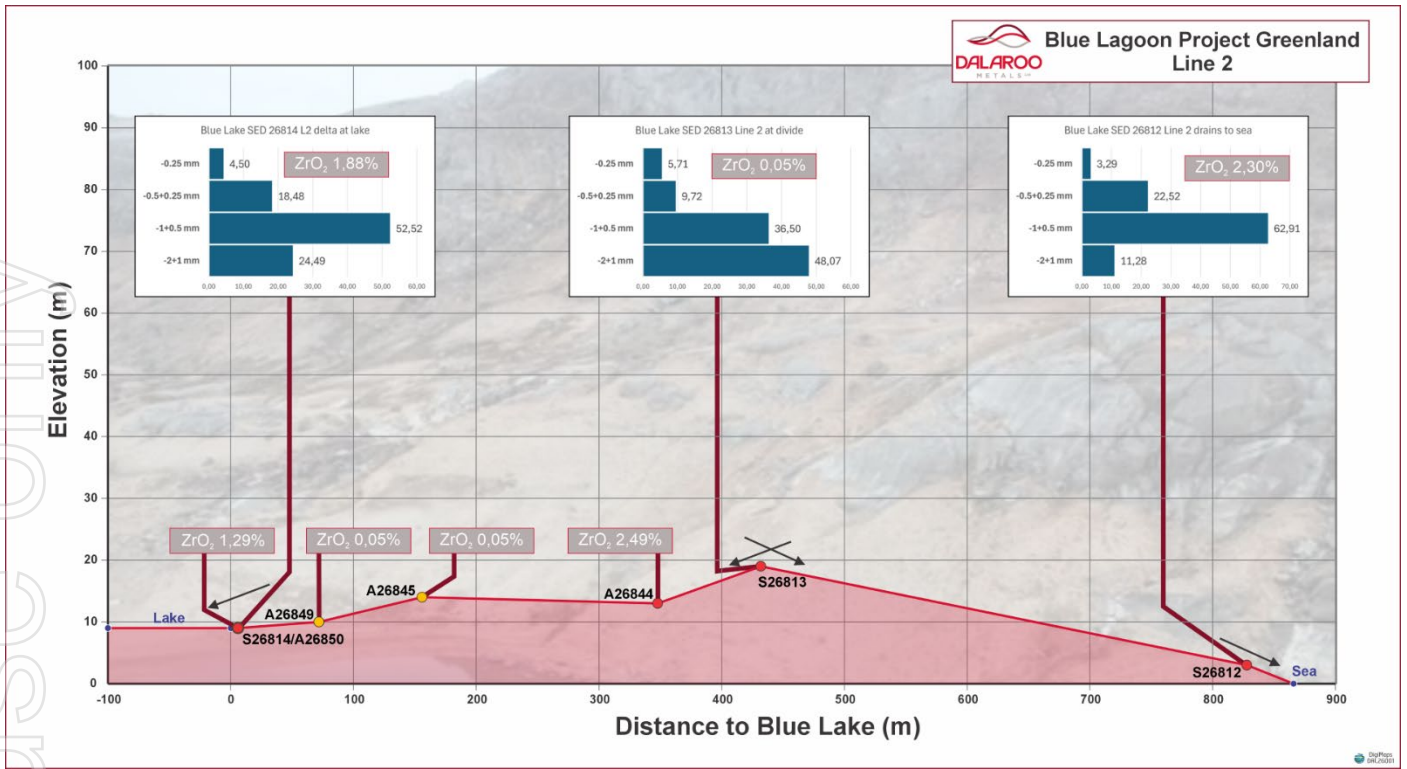 DALAROO
METALS LTD
Blue Lagoon Project Greenland
Line 2
Elevation (m)
100
90
80
70
60
50
40
30
20
10
0
Blue Lake SED 26814 L2 delta at lake
ZrO₂ 1,88%
-0.25 mm 4,50
-0.5+0.25 mm 18,48
-1+0.5 mm 52,52
-2+1 mm 24,49
0,00 10,00 20,00 30,00 40,00 50,00 60,00
Blue Lake SED 26813 Line 2 at divide
ZrO₂ 0,05%
-0.25 mm 5,71
-0.5+0.25 mm 9,72
-1+0.5 mm 36,50
-2+1 mm 48,07
0,00 10,00 20,00 30,00 40,00 50,00 60,00
Blue Lake SED 26812 Line 2 drains to sea
ZrO₂ 2,30%
-0.25 mm 3,29
-0.5+0.25 mm 22,52
-1+0.5 mm 62,91
-2+1 mm 11,28
0,00 10,00 20,00 30,00 40,00 50,00 60,00 70,00
ZrO₂ 1,29%
ZrO₂ 0,05%
ZrO₂ 0,05%
ZrO₂ 2,49%
Lake
S26814/A26850
A26849
A26845
A26844
S26813
S26812
Sea
-100 0 100 200 300 400 500 600 700 800 900
Distance to Blue Lake (m)
DigiMaps
DAL26001